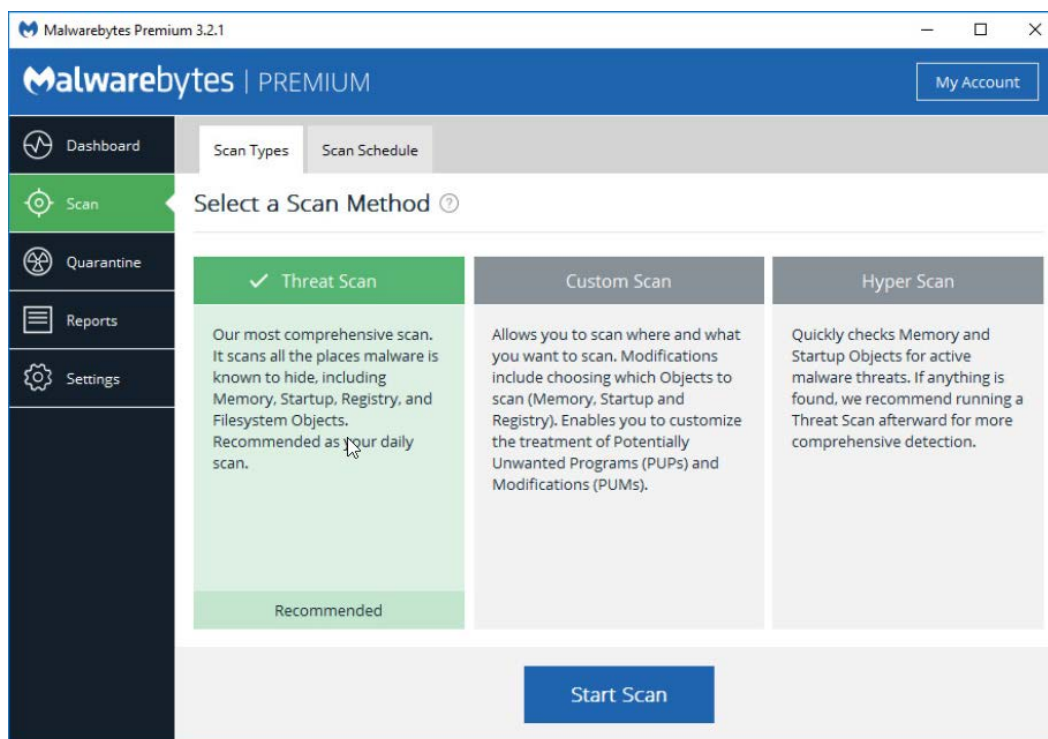 Malwarebytes Premium 3.2.1
Malwarebytes | PREMIUM
My Account
Dashboard
Scan
Quarantine
Reports
Settings
Scan Types
Scan Schedule
Select a Scan Method ?
Threat Scan
Our most comprehensive scan.
It scans all the places malware is
known to hide, including
Memory, Startup, Registry, and
Filesystem Objects.
Recommended as your daily
scan.
Recommended
Custom Scan
Allows you to scan where and what
you want to scan. Modifications
include choosing which Objects to
scan (Memory, Startup and
Registry). Enables you to customize
the treatment of Potentially
Unwanted Programs (PUPs) and
Modifications (PUMs).
Hyper Scan
Quickly checks Memory and
Startup Objects for active
malware threats. If anything is
found, we recommend running a
Threat Scan afterward for more
comprehensive detection.
Start Scan